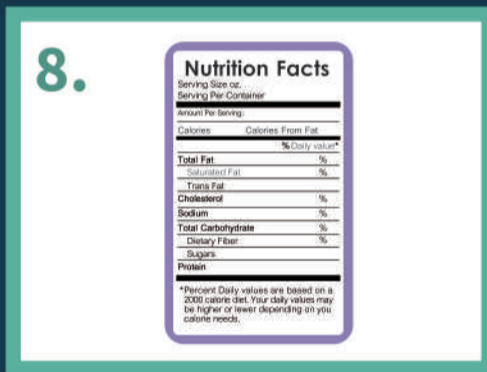 8.
Nutrition Facts
Serving Size oz.
Serving Per Container
Amount Per Serving:
Calories Calories From Fat
% Daily value*
Total Fat %
Saturated Fat %
Trans Fat
Cholesterol %
Sodium %
Total Carbohydrate %
Dietary Fiber %
Sugars
Protein
*Percent Daily values are based on a
2000 calorie diet. Your daily values may
be higher or lewer depending on you
calorie needs.